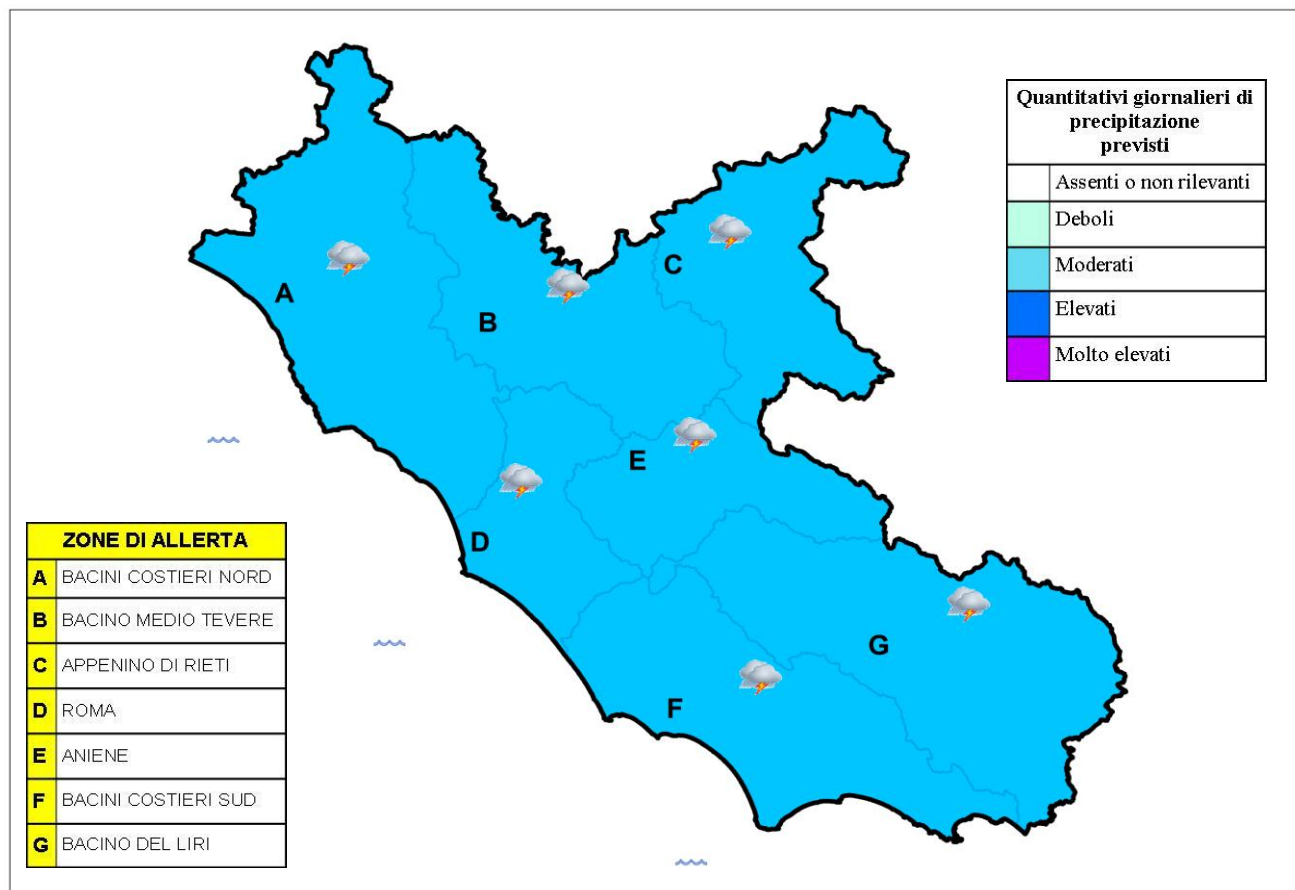 Quantitativi giornalieri di
precipitazione
previsti
Assenti o non rilevanti
Deboli
Moderati
Elevati
Molto elevati
A
B
C
D
E
F
G
ZONE DI ALLERTA
A BACINI COSTIERI NORD
B BACINO MEDIO TEVERE
C APPENINO DI RIETI
D ROMA
E ANIENE
F BACINI COSTIERI SUD
G BACINO DEL LIRI